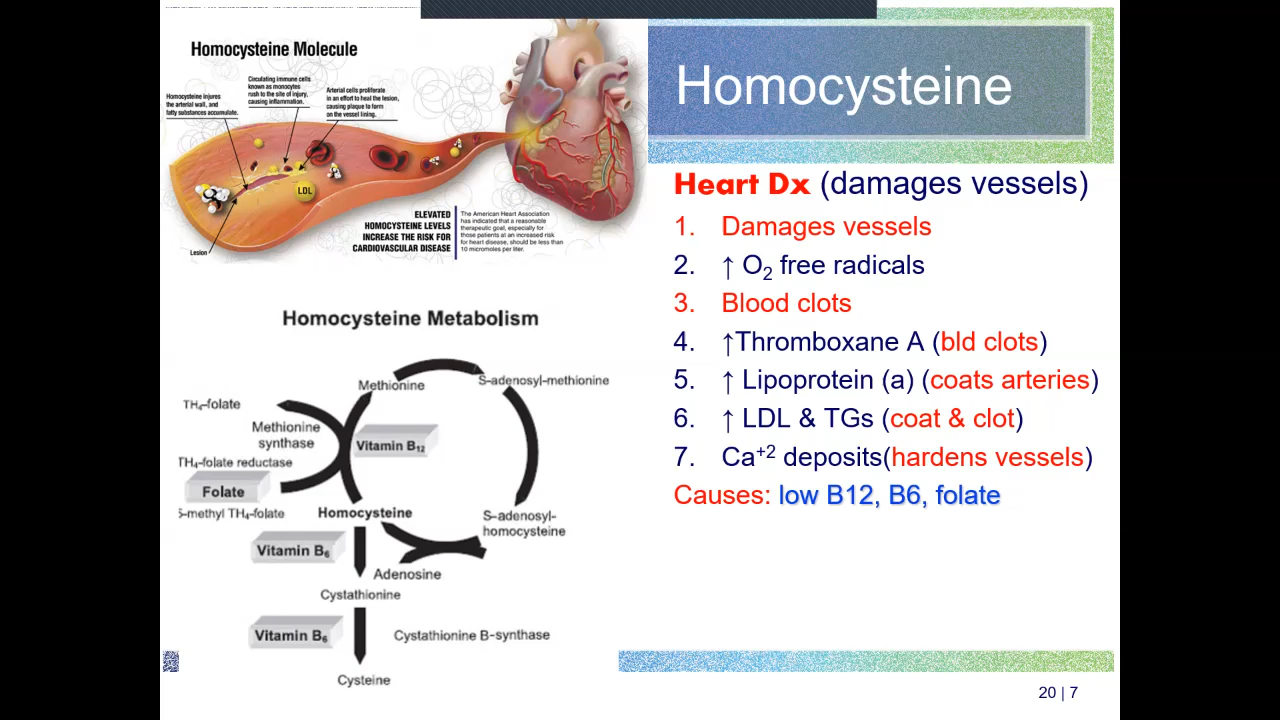 Homocysteine Molecule
Homocysteine injures
the arterial wall, and
fatty substances accumulate.
Circulating immune cells
known as monocytes
rush to the site of injury,
causing inflammation.
Arterial cells proliferate
in an effort to heal the lesion,
causing plaque to form
on the vessel lining.
LDL
Lesion
ELEVATED
HOMOCYSTEINE LEVELS
INCREASE THE RISK FOR
CARDIOVASCULAR DISEASE
The American Heart Association
has indicated that a reasonable
therapeutic goal, especially for
those patients at an increased risk
for heart disease, should be less than
10 micromoles per liter.
Homocysteine Metabolism
Methionine
S-adenosyl-methionine
TH4-folate
Methionine
synthase
Vitamin B12
TH4-folate reductase
Folate
5-methyl TH4-folate
Homocysteine
S-adenosyl-
homocysteine
Vitamin B6
Adenosine
Cystathionine
Vitamin B6
Cystathionine B-synthase
Cysteine
Homocysteine
Heart Dx (damages vessels)
1. Damages vessels
2. ↑ O2 free radicals
3. Blood clots
4. ↑Thromboxane A (bld clots)
5. ↑ Lipoprotein (a) (coats arteries)
6. ↑ LDL & TGs (coat & clot)
7. Ca+2 deposits(hardens vessels)
Causes: low B12, B6, folate
20 | 7